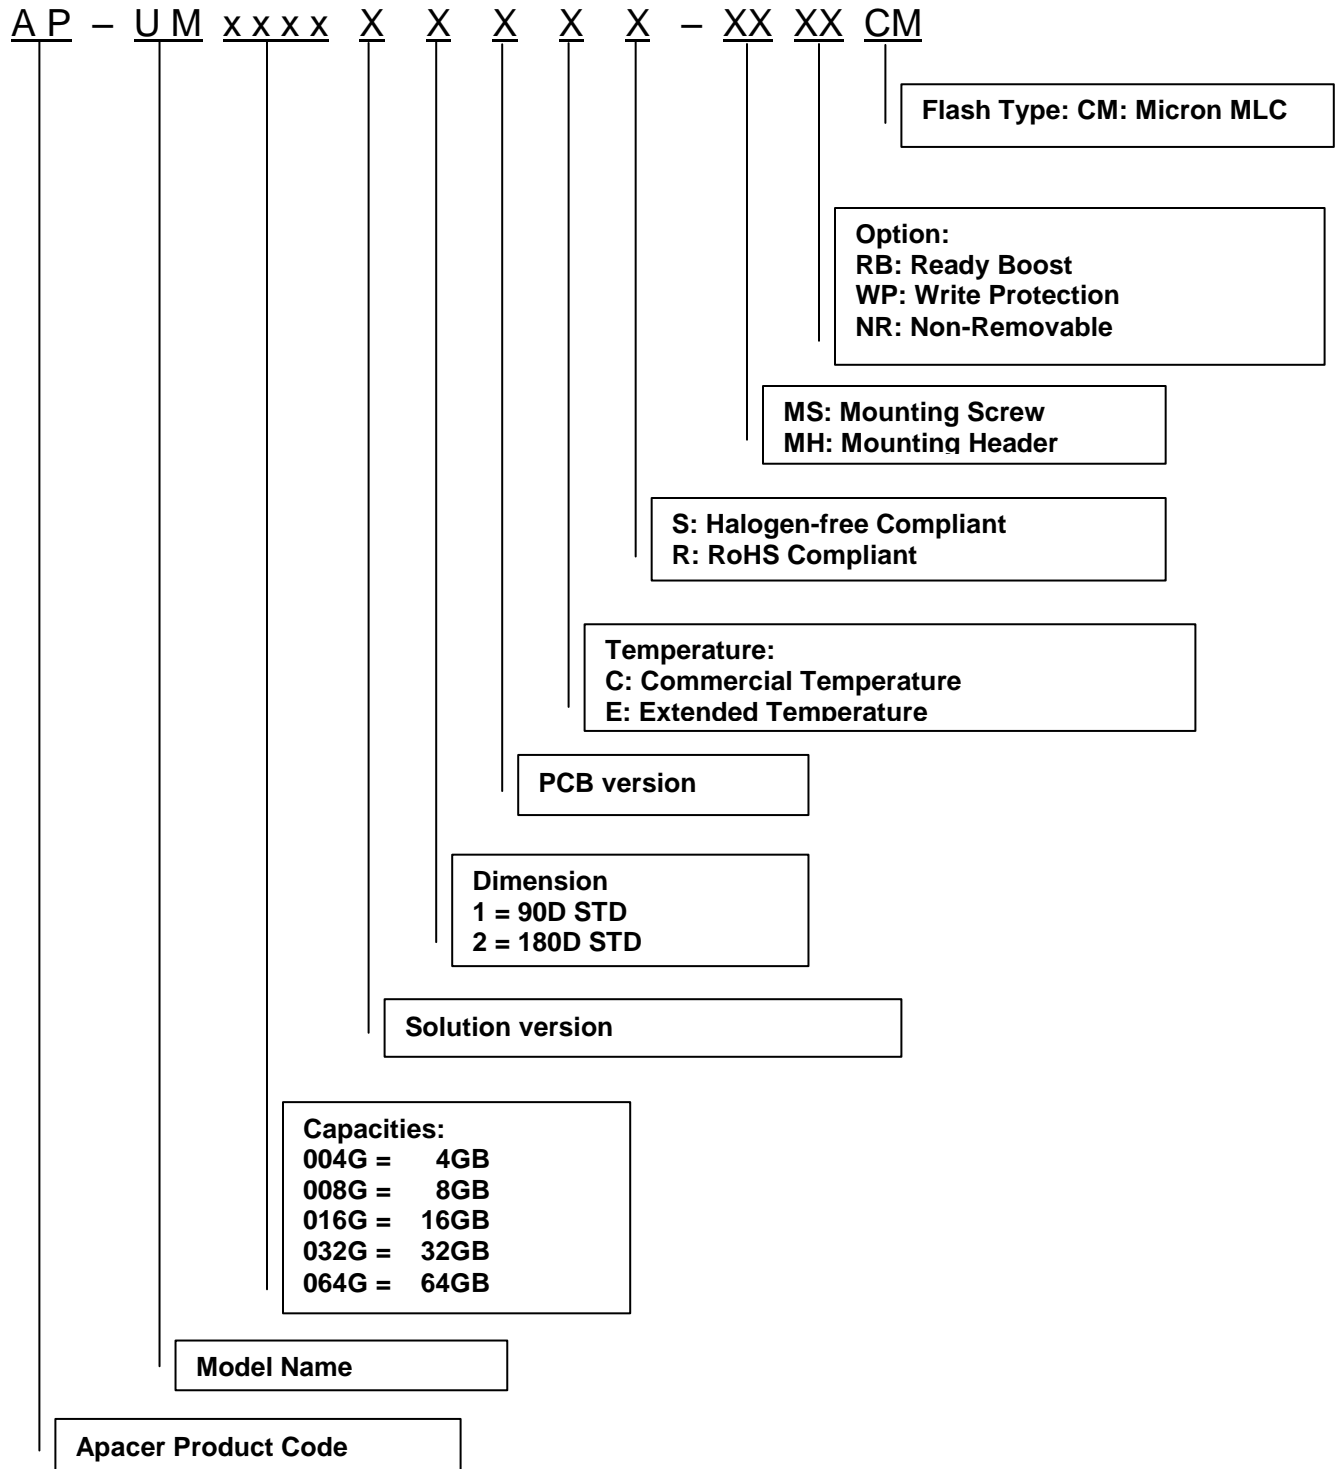 A P – U M x x x x X X X X X – XX XX CM
Flash Type: CM: Micron MLC
Option:
RB: Ready Boost
WP: Write Protection
NR: Non-Removable
MS: Mounting Screw
MH: Mounting Header
S: Halogen-free Compliant
R: RoHS Compliant
Temperature:
C: Commercial Temperature
E: Extended Temperature
PCB version
Dimension
1 = 90D STD
2 = 180D STD
Solution version
Capacities:
004G = 4GB
008G = 8GB
016G = 16GB
032G = 32GB
064G = 64GB
Model Name
Apacer Product Code